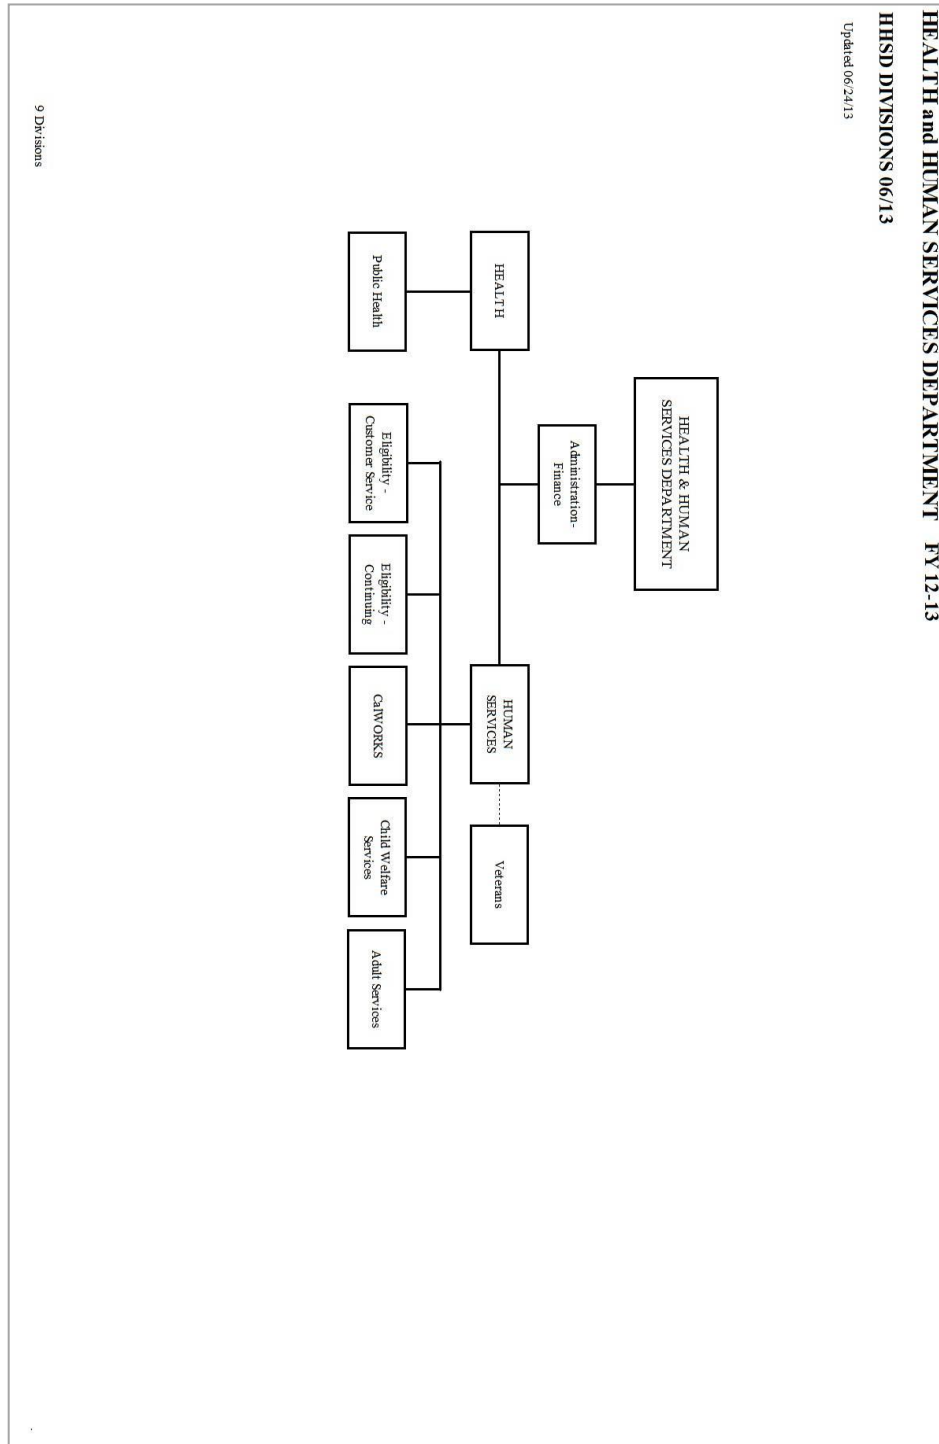 HEALTH and HUMAN SERVICES DEPARTMENT FY 12-13
HHSD DIVISIONS 06/13
Updated 06/24/13
HEALTH & HUMAN
SERVICES DEPARTMENT
Administration-
Finance
HEALTH
HUMAN
SERVICES
Veterans
Public Health
Eligibility -
Customer Service
Eligibility -
Continuing
CalWORKS
Child Welfare
Services
Adult Services
9 Divisions